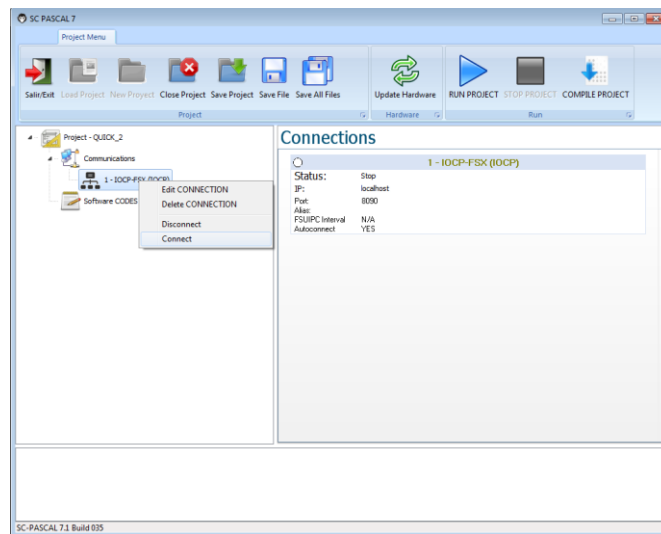 SC PASCAL 7
Project Menu
Salir/Exit Load Project New Proyect Close Project Save Project Save File Save All Files Update Hardware RUN PROJECT STOP PROJECT COMPILE PROJECT
Project Hardware Run
Project - QUICK_2
Communications
1 - IOCP-FSX (IOCP)
Software CODES
Edit CONNECTION
Delete CONNECTION
Disconnect
Connect
Connections
1 - IOCP-FSX (IOCP)
Status: Stop
IP: localhost
Port: 8090
Alias:
FSUIPC Interval N/A
Autoconnect YES
SC-PASCAL 7.1 Build 035